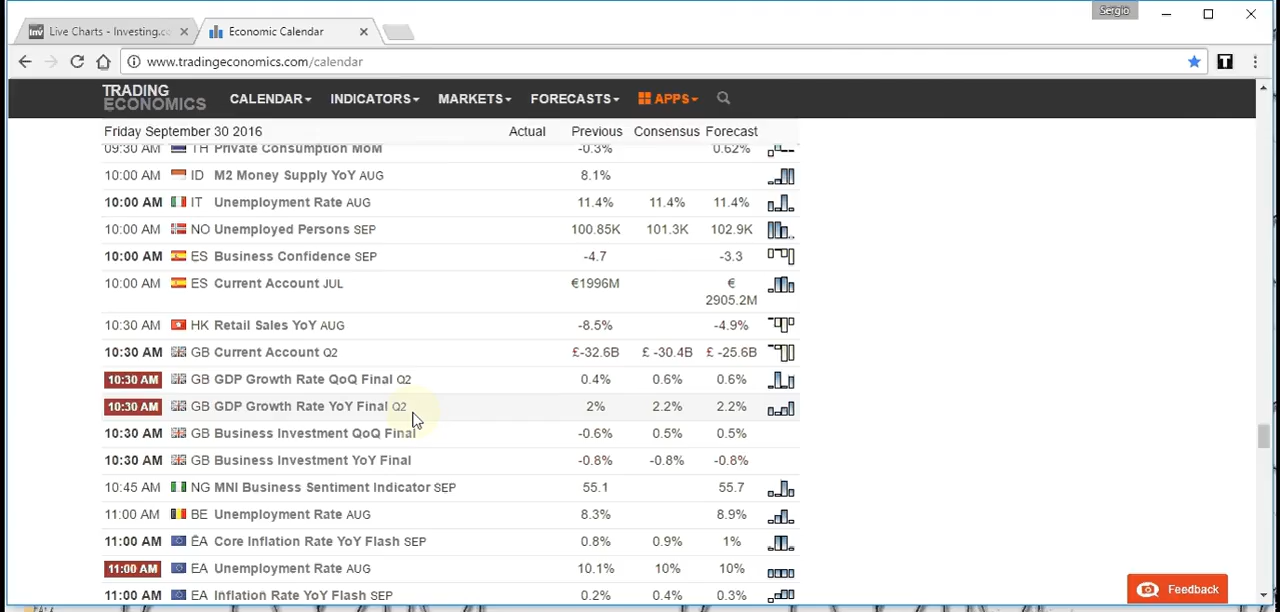 Sergio
Live Charts - Investing.co
Economic Calendar
www.tradingeconomics.com/calendar
TRADING
ECONOMICS
CALENDAR INDICATORS MARKETS FORECASTS APPS
Friday September 30 2016 Actual Previous Consensus Forecast
09:30 AM TH Private Consumption MoM -0.3% 0.62%
10:00 AM ID M2 Money Supply YoY AUG 8.1%
10:00 AM IT Unemployment Rate AUG 11.4% 11.4% 11.4%
10:00 AM NO Unemployed Persons SEP 100.85K 101.3K 102.9K
10:00 AM ES Business Confidence SEP -4.7 -3.3
10:00 AM ES Current Account JUL €1996M €
2905.2M
10:30 AM HK Retail Sales YoY AUG -8.5% -4.9%
10:30 AM GB Current Account Q2 £-32.6B £ -30.4B £ -25.6B
10:30 AM GB GDP Growth Rate QoQ Final Q2 0.4% 0.6% 0.6%
10:30 AM GB GDP Growth Rate YoY Final Q2 2% 2.2% 2.2%
10:30 AM GB Business Investment QoQ Final -0.6% 0.5% 0.5%
10:30 AM GB Business Investment YoY Final -0.8% -0.8% -0.8%
10:45 AM NG MNI Business Sentiment Indicator SEP 55.1 55.7
11:00 AM BE Unemployment Rate AUG 8.3% 8.9%
11:00 AM EA Core Inflation Rate YoY Flash SEP 0.8% 0.9% 1%
11:00 AM EA Unemployment Rate AUG 10.1% 10% 10%
11:00 AM EA Inflation Rate YoY Flash SEP 0.2% 0.4% 0.3%
Feedback